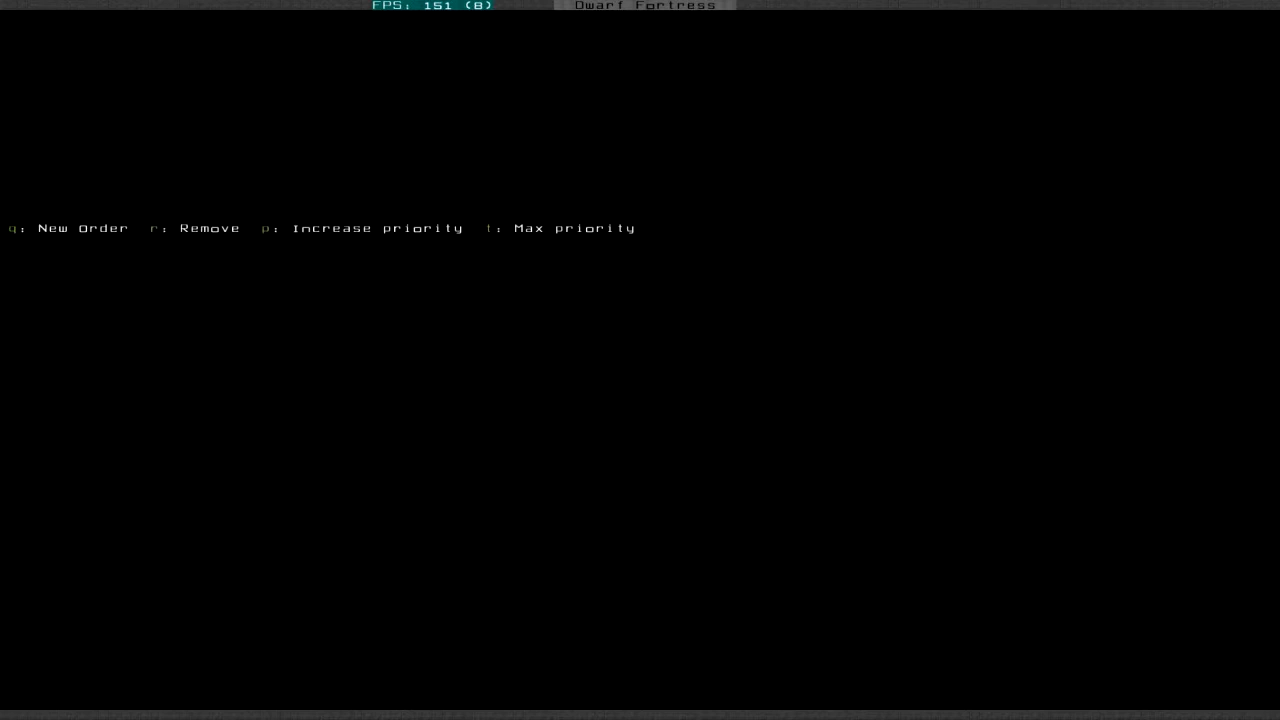 FPS: 151 (8) Dwarf Fortress
q: New Order r: Remove p: Increase priority t: Max priority